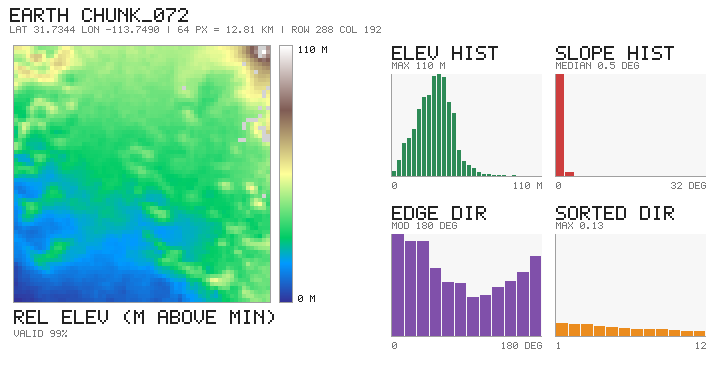 EARTH CHUNK_072
LAT 31.7344 LON -113.7490 | 64 PX = 12.81 KM | ROW 288 COL 192
110 M
0 M
REL ELEV (M ABOVE MIN)
VALID 99%
ELEV HIST
MAX 110 M
0 110 M
SLOPE HIST
MEDIAN 0.5 DEG
0 32 DEG
EDGE DIR
MOD 180 DEG
0 180 DEG
SORTED DIR
MAX 0.13
1 12